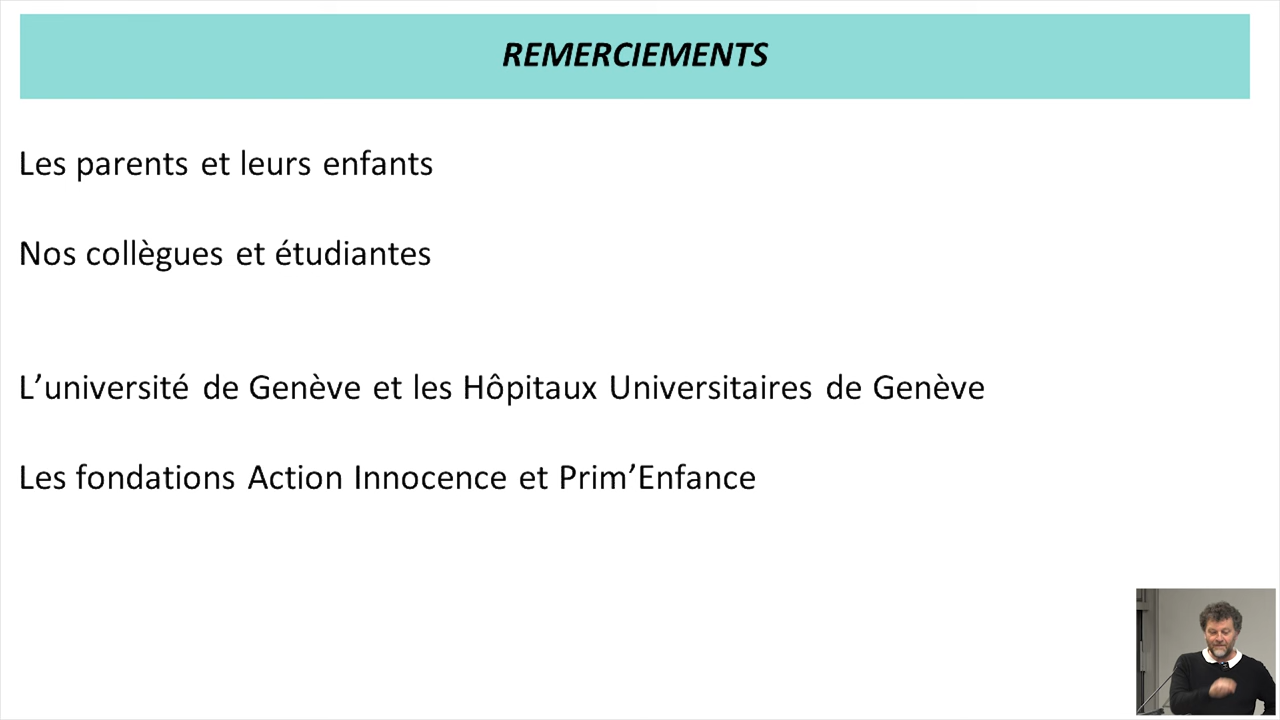 REMERCIEMENTS
Les parents et leurs enfants
Nos collègues et étudiantes
L’université de Genève et les Hôpitaux Universitaires de Genève
Les fondations Action Innocence et Prim’Enfance